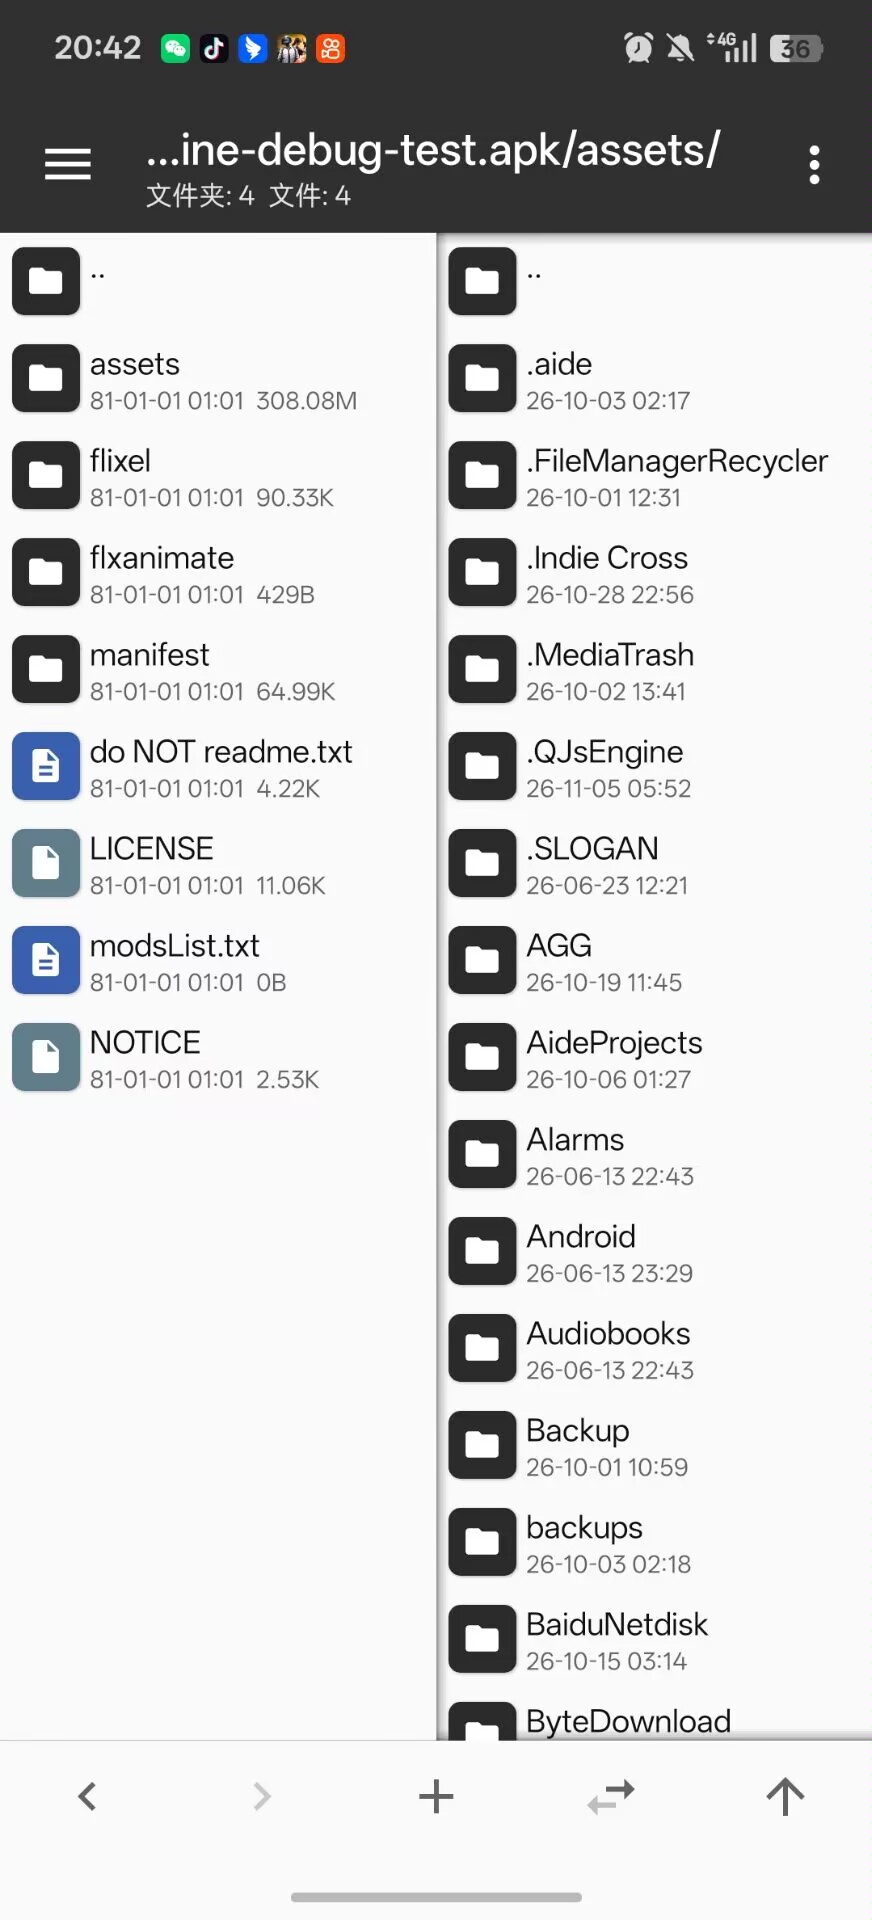 20:42
4G
36
...ine-debug-test.apk/assets/
文件夹: 4 文件: 4
..
assets
81-01-01 01:01 308.08M
flixel
81-01-01 01:01 90.33K
flxanimate
81-01-01 01:01 429B
manifest
81-01-01 01:01 64.99K
do NOT readme.txt
81-01-01 01:01 4.22K
LICENSE
81-01-01 01:01 11.06K
modsList.txt
81-01-01 01:01 0B
NOTICE
81-01-01 01:01 2.53K
..
.aide
26-10-03 02:17
.FileManagerRecycler
26-10-01 12:31
.Indie Cross
26-10-28 22:56
.MediaTrash
26-10-02 13:41
.QJsEngine
26-11-05 05:52
.SLOGAN
26-06-23 12:21
AGG
26-10-19 11:45
AideProjects
26-10-06 01:27
Alarms
26-06-13 22:43
Android
26-06-13 23:29
Audiobooks
26-06-13 22:43
Backup
26-10-01 10:59
backups
26-10-03 02:18
BaiduNetdisk
26-10-15 03:14
ByteDownload